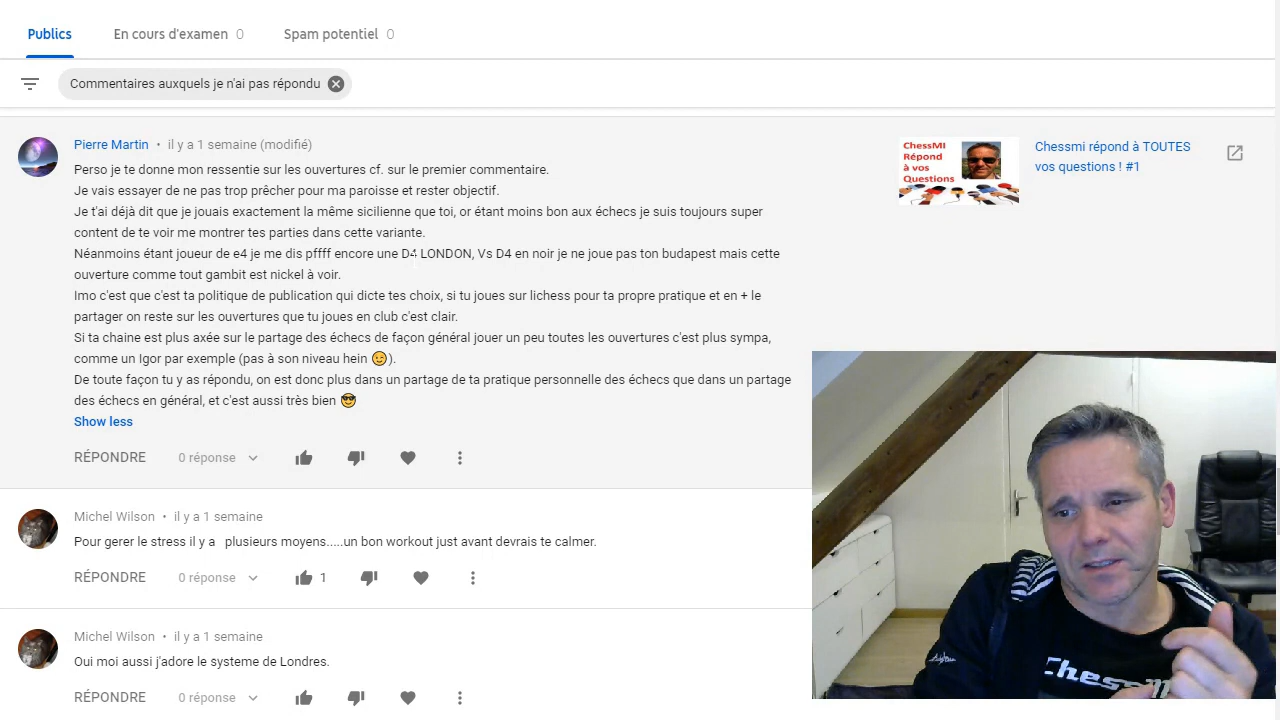 Publics En cours d'examen 0 Spam potentiel 0
Commentaires auxquels je n'ai pas répondu
Pierre Martin • il y a 1 semaine (modifié)
Perso je te donne mon ressentie sur les ouvertures cf. sur le premier commentaire.
Je vais essayer de ne pas trop prêcher pour ma paroisse et rester objectif.
Je t'ai déjà dit que je jouais exactement la même sicilienne que toi, or étant moins bon aux échecs je suis toujours super
content de te voir me montrer tes parties dans cette variante.
Néanmoins étant joueur de e4 je me dis pffff encore une D4 LONDON, Vs D4 en noir je ne joue pas ton budapest mais cette
ouverture comme tout gambit est nickel à voir.
Imo c'est que c'est ta politique de publication qui dicte tes choix, si tu joues sur lichess pour ta propre pratique et en + le
partager on reste sur les ouvertures que tu joues en club c'est clair.
Si ta chaine est plus axée sur le partage des échecs de façon général jouer un peu toutes les ouvertures c'est plus sympa,
comme un Igor par exemple (pas à son niveau hein 😉).
De toute façon tu y as répondu, on est donc plus dans un partage de ta pratique personnelle des échecs que dans un partage
des échecs en général, et c'est aussi très bien 😎
Show less
RÉPONDRE 0 réponse
ChessMI
Répond
à vos
Questions
Chessmi répond à TOUTES
vos questions ! #1
Michel Wilson • il y a 1 semaine
Pour gerer le stress il y a plusieurs moyens.....un bon workout just avant devrais te calmer.
RÉPONDRE 0 réponse 1
Michel Wilson • il y a 1 semaine
Oui moi aussi j'adore le systeme de Londres.
RÉPONDRE 0 réponse